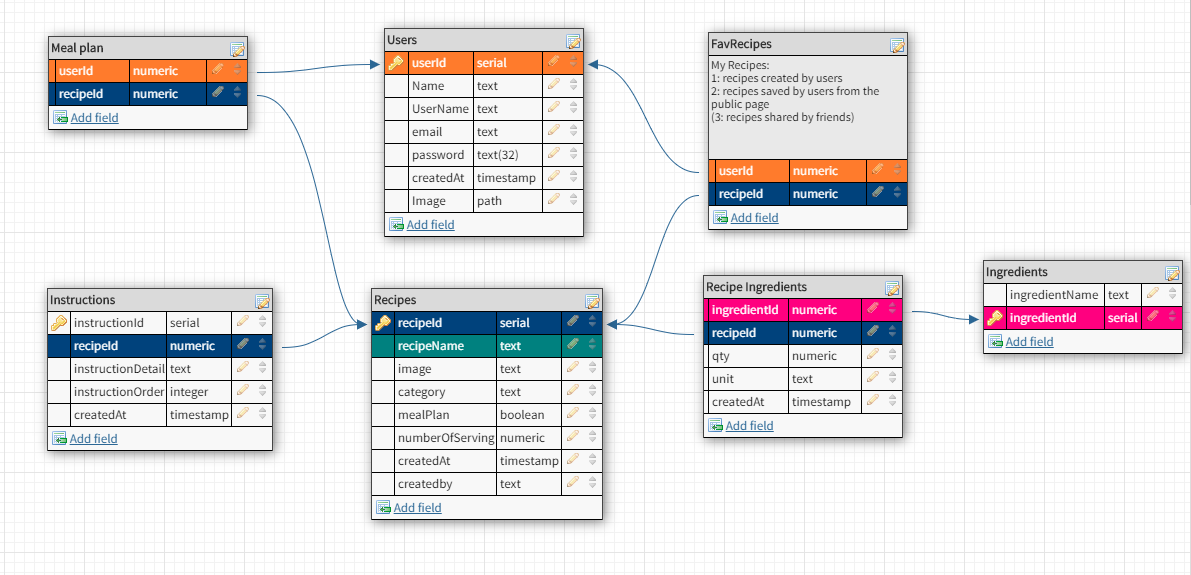 Meal plan
userId numeric
recipeId numeric
Add field
Users
userId serial
Name text
UserName text
email text
password text(32)
createdAt timestamp
Image path
Add field
FavRecipes
My Recipes:
1: recipes created by users
2: recipes saved by users from the
public page
(3: recipes shared by friends)
userId numeric
recipeId numeric
Add field
Instructions
instructionId serial
recipeId numeric
instructionDetail text
instructionOrder integer
createdAt timestamp
Add field
Recipes
recipeId serial
recipeName text
image text
category text
mealPlan boolean
numberOfServing numeric
createdAt timestamp
createdby text
Add field
Recipe Ingredients
ingredientId numeric
recipeId numeric
qty numeric
unit text
createdAt timestamp
Add field
Ingredients
ingredientName text
ingredientId serial
Add field